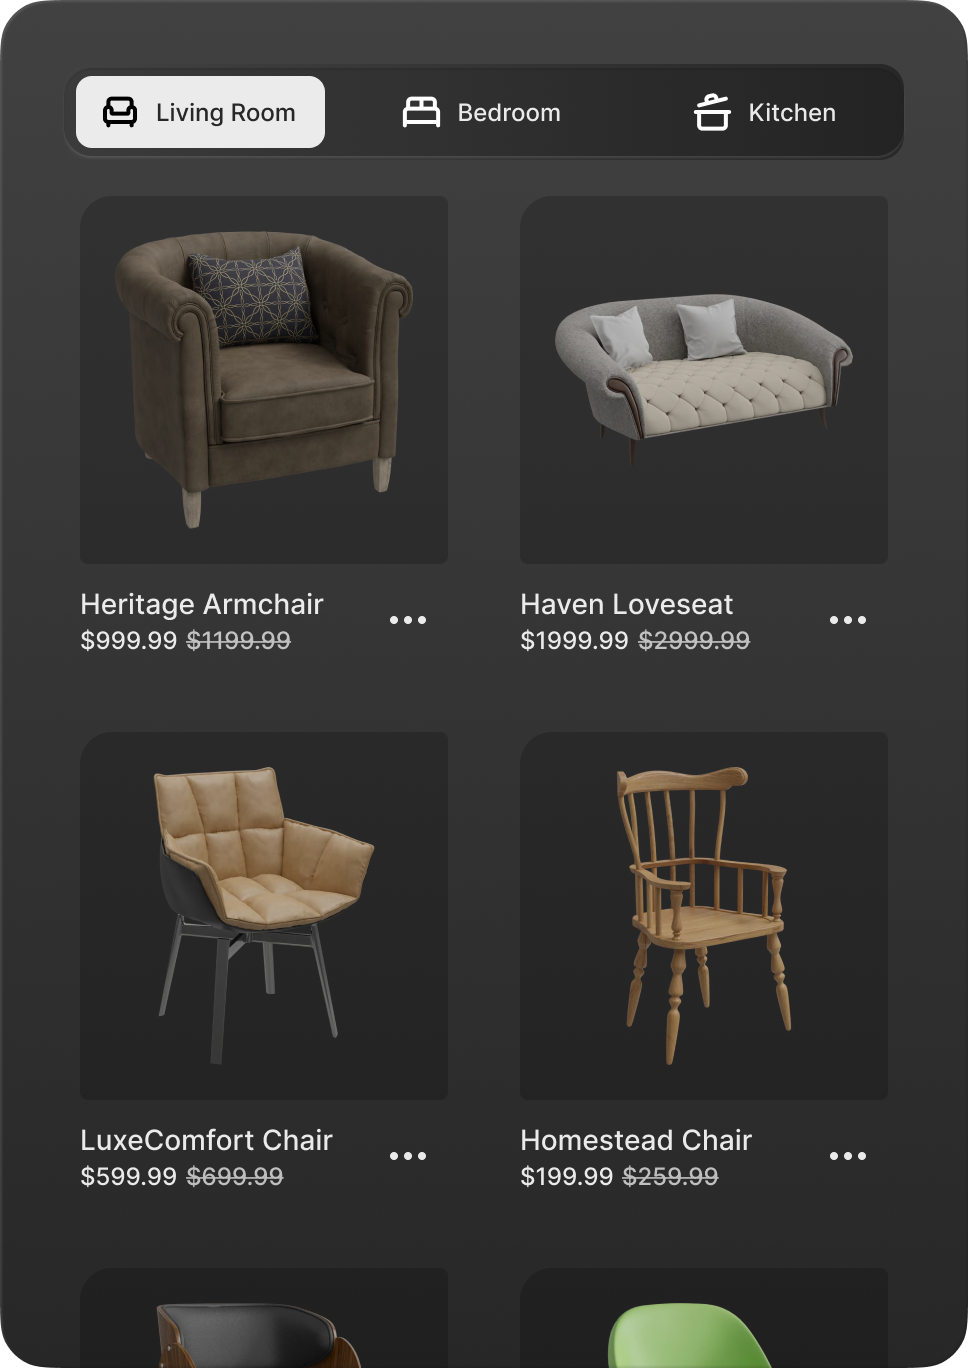 Living Room
Bedroom
Kitchen
Heritage Armchair
$999.99 $1199.99
Haven Loveseat
$1999.99 $2999.99
LuxeComfort Chair
$599.99 $699.99
Homestead Chair
$199.99 $259.99